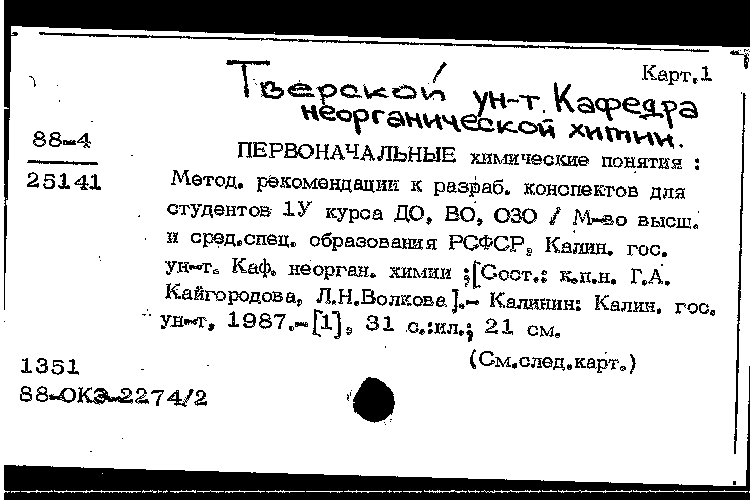 Карт.1
Тверской ун-т. Кафедра
неорганической химии.
88-4
25141
ПЕРВОНАЧАЛЬНЫЕ химические понятия :
Метод. рекомендации к разраб. конспектов для
студентов 1У курса ДО, ВО, ОЗО / М-во высш.
и сред.спец. образования РСФСР, Калин. гос.
ун-т. Каф. неорган. химии ;[Сост.: к.п.н. Г.А.
Кайгородова, Л.Н.Волкова].- Калинин: Калин. гос.
ун-т, 1987.-[1], 31 с.:ил.; 21 см.
(См.след.карт.)
1351
88-ОКЭ-2274/2